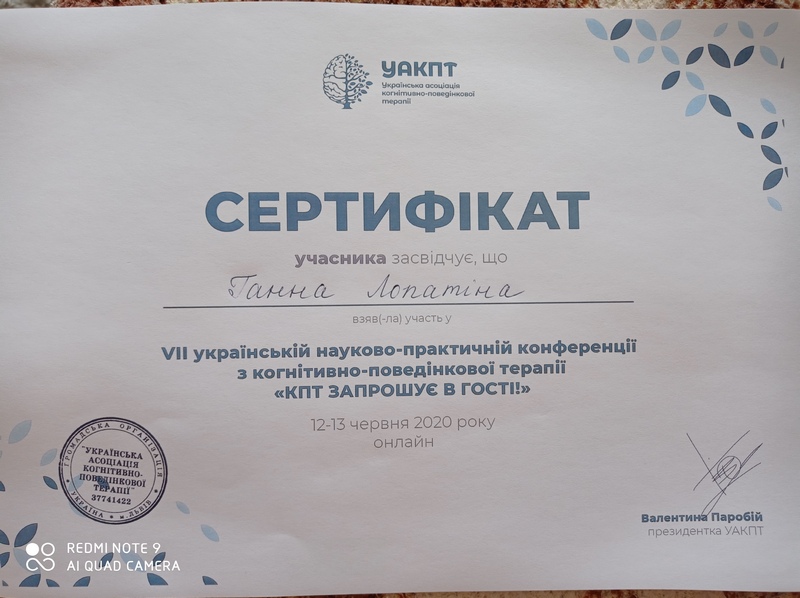 УАКПТ
Українська асоціація
когнітивно-поведінкової
терапії
СЕРТИФІКАТ
учасника засвідчує, що
Ганна Лопатіна
взяв(-ла) участь у
VII українській науково-практичній конференції
з когнітивно-поведінкової терапії
«КПТ ЗАПРОШУЄ В ГОСТІ!»
12-13 червня 2020 року
онлайн
ГРОМАДСЬКА ОРГАНІЗАЦІЯ
"УКРАЇНСЬКА
АСОЦІАЦІЯ
КОГНІТИВНО-
ПОВЕДІНКОВОЇ
ТЕРАПІЇ"
37741422
* УКРАЇНА * м. ЛЬВІВ
Валентина Паробій
президентка УАКПТ
REDMI NOTE 9
AI QUAD CAMERA